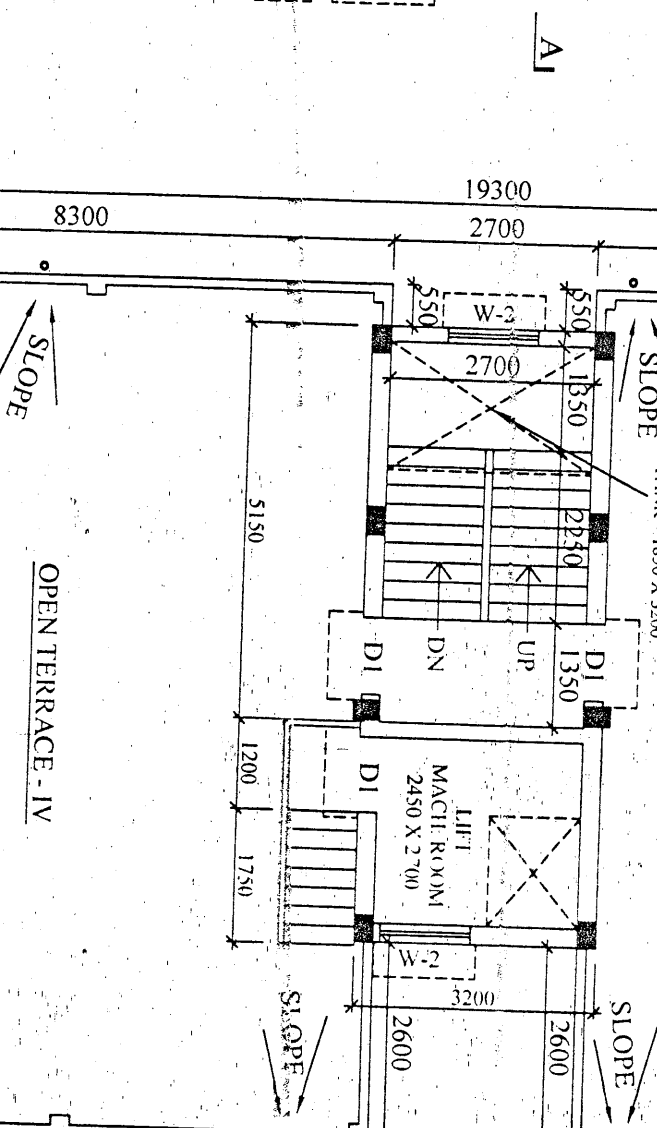 A
19300
8300
2700
550
W-2
550
SLOPE
SLOPE
2700
1350
2250
5150
DN
UP
1350
D1
D1
OPEN TERRACE - IV
1200
D1
LIFT
MACH. ROOM
2450 X 2700
1750
W-2
3200
SLOPE
2600
2600
SLOPE